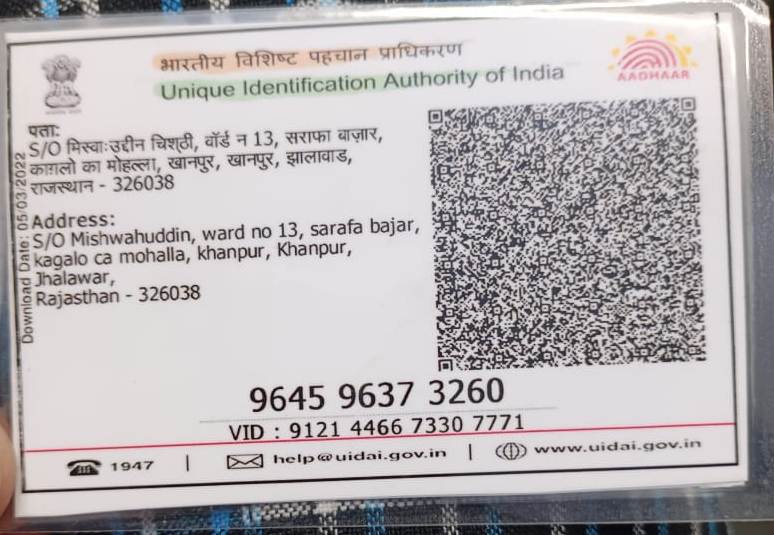 भारतीय विशिष्ट पहचान प्राधिकरण
Unique Identification Authority of India
AADHAAR
पता:
S/O मिस्वाःउद्दीन चिश्ठी, वॉर्ड न 13, सराफा बाज़ार,
काग़लो का मोहल्ला, खानपुर, खानपुर, झालावाड,
राजस्थान - 326038
Address:
S/O Mishwahuddin, ward no 13, sarafa bajar,
kagalo ca mohalla, khanpur, Khanpur,
Jhalawar,
Rajasthan - 326038
Download Date: 05/03/2022
9645 9637 3260
VID : 9121 4466 7330 7771
1947 | help@uidai.gov.in | www.uidai.gov.in